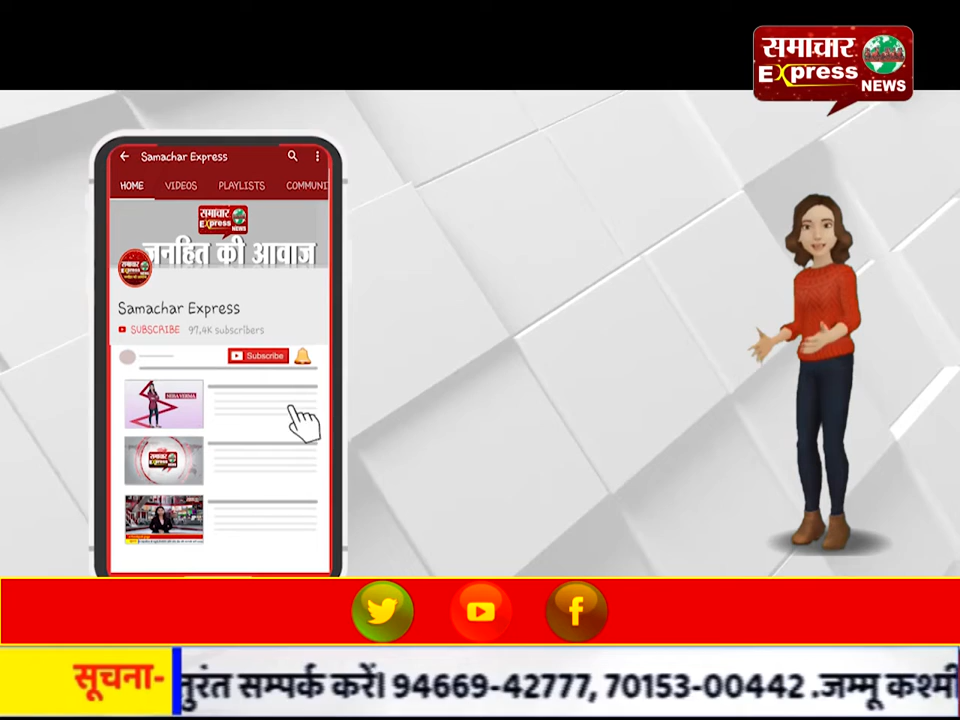 समाचार
Express
NEWS
Samachar Express
HOME VIDEOS PLAYLISTS COMMUNI
समाचार
Express
NEWS
जनहित की आवाज
Samachar Express
SUBSCRIBE 97.4K subscribers
Subscribe
सूचना- तुरंत सम्पर्क करें। 94669-42777, 70153-00442 .जम्मू कश्मी